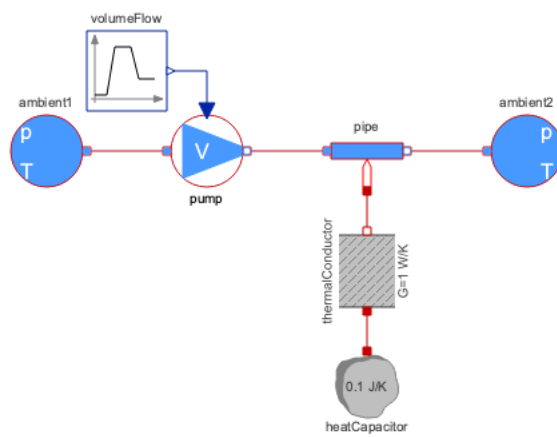 volumeFlow
ambient1
ambient2
p
T
V
pump
pipe
p
T
thermalConductor
G=1 W/K
0.1 J/K
heatCapacitor